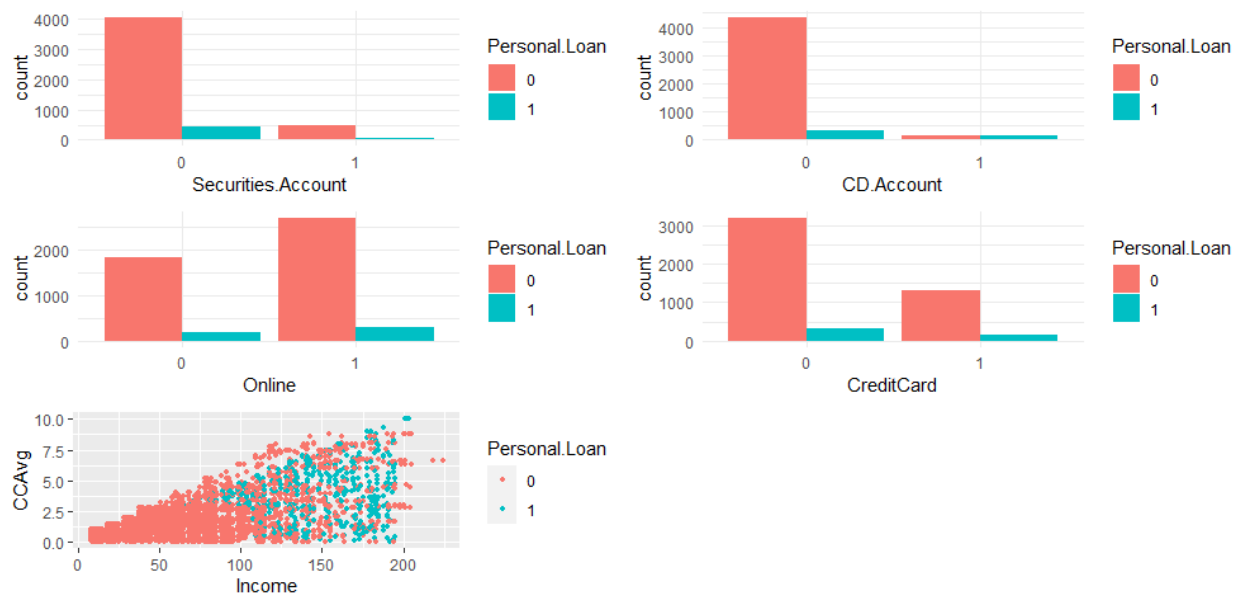 4000
3000
2000
1000
0
count
0 1
Securities.Account
Personal.Loan
0
1
4000
3000
2000
1000
0
count
0 1
CD.Account
Personal.Loan
0
1
2000
1000
0
count
0 1
Online
Personal.Loan
0
1
3000
2000
1000
0
count
0 1
CreditCard
Personal.Loan
0
1
10.0
7.5
5.0
2.5
0.0
CCAvg
0 50 100 150 200
Income
Personal.Loan
0
1